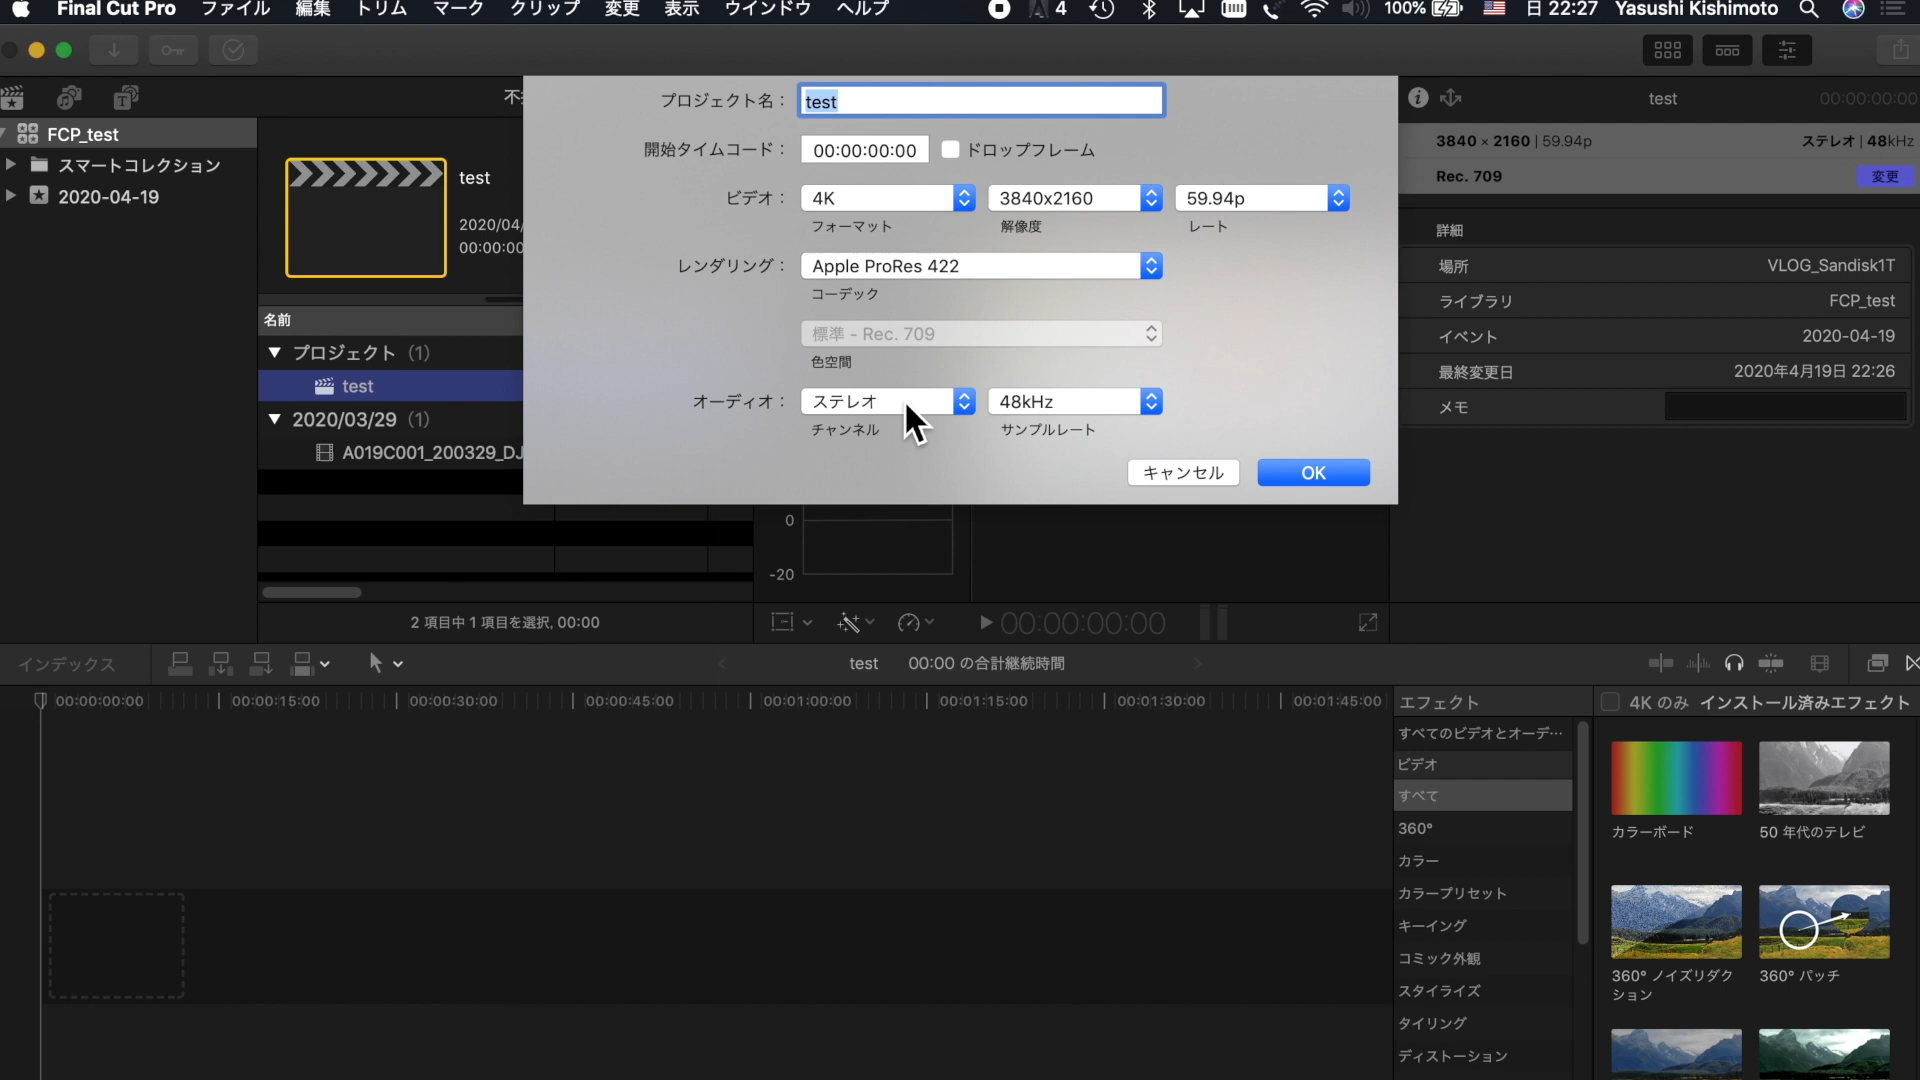 Final Cut Pro ファイル 編集 トリム マーク クリップ 変更 表示 ウインドウ ヘルプ 4 100% 日 22:27 Yasushi Kishimoto
プロジェクト名： test
開始タイムコード： 00:00:00:00 ドロップフレーム
ビデオ： 4K 3840x2160 59.94p
フォーマット 解像度 レート
レンダリング： Apple ProRes 422
コーデック
標準 - Rec. 709
色空間
オーディオ： ステレオ 48kHz
チャンネル サンプルレート
キャンセル OK
FCP_test
スマートコレクション
2020-04-19
test
2020/04/
00:00:00
名前
プロジェクト (1)
test
2020/03/29 (1)
A019C001_200329_DJ
2 項目中 1 項目を選択, 00:00
0
-20
00:00:00:00
test 00:00:00:00
3840 × 2160 | 59.94p ステレオ | 48kHz
Rec. 709 変更
詳細
場所 VLOG_Sandisk1T
ライブラリ FCP_test
イベント 2020-04-19
最終変更日 2020年4月19日 22:26
メモ
インデックス test 00:00 の合計継続時間
00:00:00:00 00:00:15:00 00:00:30:00 00:00:45:00 00:01:00:00 00:01:15:00 00:01:30:00 00:01:45:00
エフェクト 4K のみ インストール済みエフェクト
すべてのビデオとオーデ…
ビデオ
すべて
360°
カラー
カラープリセット
キーイング
コミック外観
スタイライズ
タイリング
ディストーション
カラーボード 50 年代のテレビ
360° ノイズリダク
ション
360° パッチ